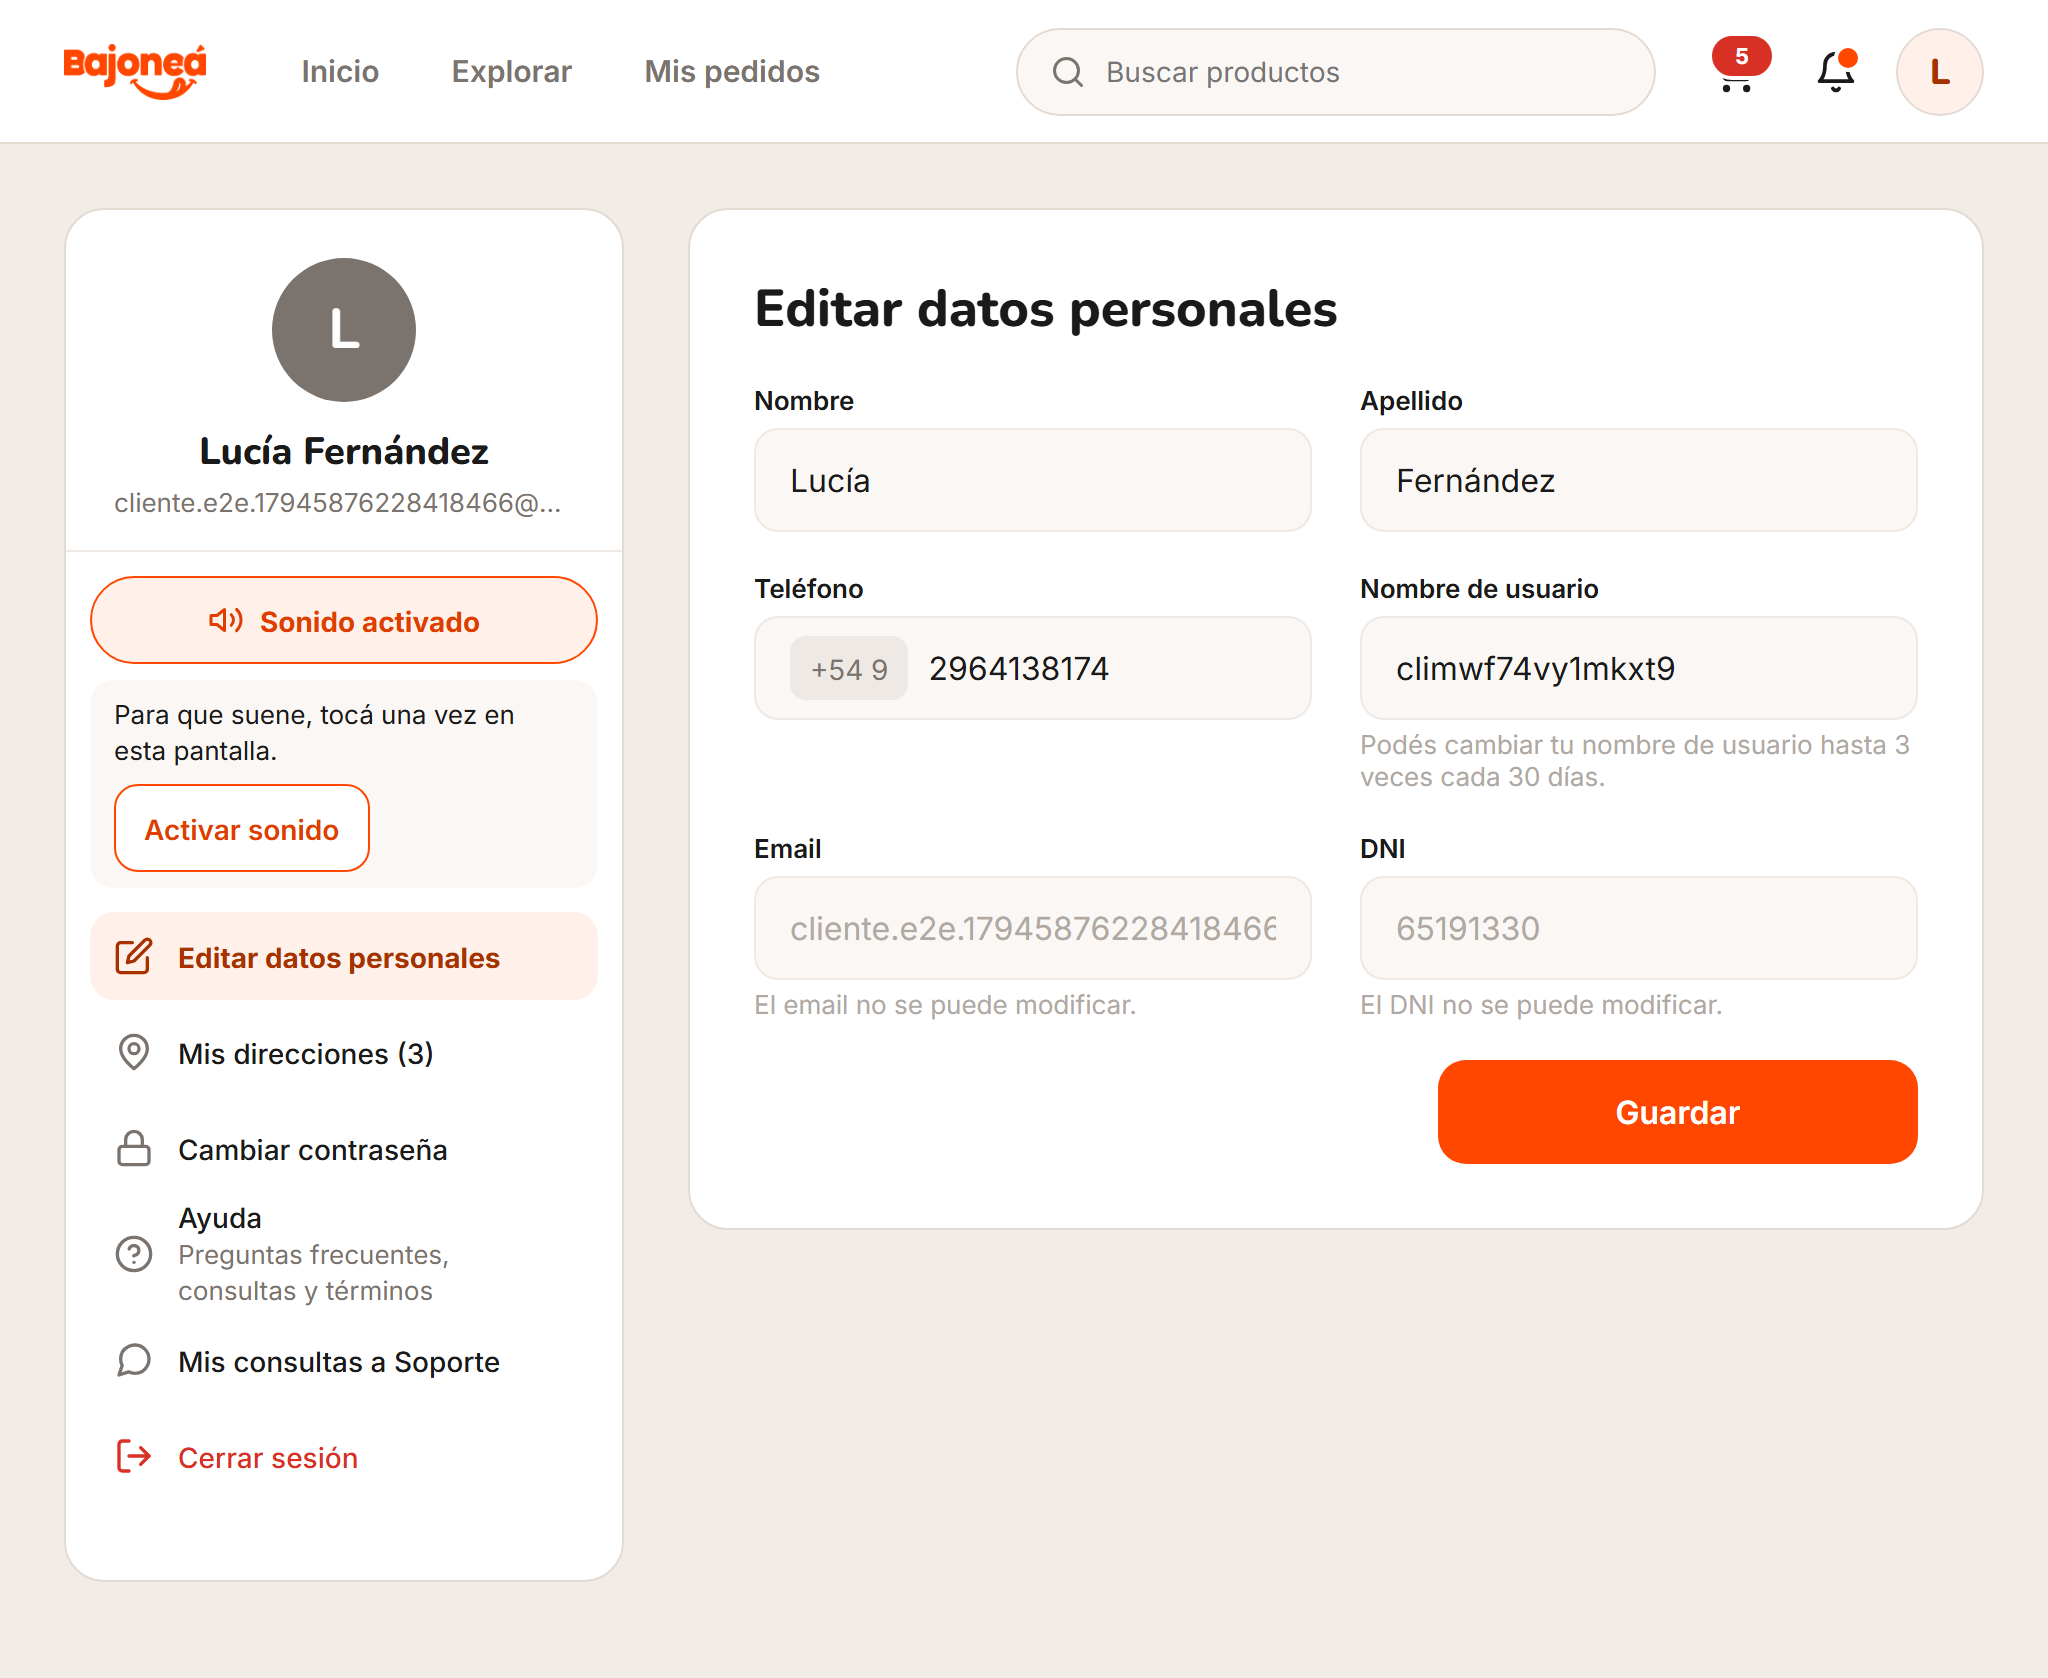 Bajoneá
Inicio
Explorar
Mis pedidos
Buscar productos
5
L
L
Lucía Fernández
cliente.e2e.17945876228418466@...
Sonido activado
Para que suene, tocá una vez en
esta pantalla.
Activar sonido
Editar datos personales
Mis direcciones (3)
Cambiar contraseña
Ayuda
Preguntas frecuentes,
consultas y términos
Mis consultas a Soporte
Cerrar sesión
Editar datos personales
Nombre
Lucía
Apellido
Fernández
Teléfono
+54 9 2964138174
Nombre de usuario
climwf74vy1mkxt9
Podés cambiar tu nombre de usuario hasta 3
veces cada 30 días.
Email
cliente.e2e.17945876228418466
El email no se puede modificar.
DNI
65191330
El DNI no se puede modificar.
Guardar